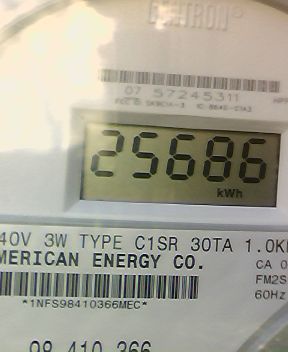 07 57245311
25686
kWh
40V 3W TYPE C1SR 30TA 1.0K
MERICAN ENERGY CO.
CA 0
FM2S
60Hz
*1NFS98410366MEC*
98 410 366